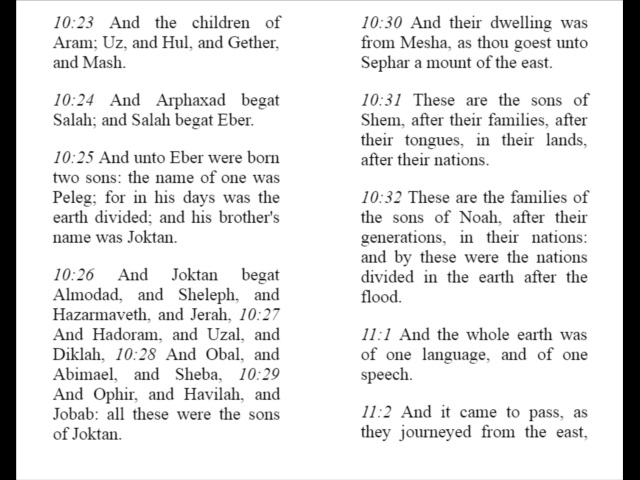 10:23 And the children of
Aram; Uz, and Hul, and Gether,
and Mash.
10:24 And Arphaxad begat
Salah; and Salah begat Eber.
10:25 And unto Eber were born
two sons: the name of one was
Peleg; for in his days was the
earth divided; and his brother's
name was Joktan.
10:26 And Joktan begat
Almodad, and Sheleph, and
Hazarmaveth, and Jerah, 10:27
And Hadoram, and Uzal, and
Diklah, 10:28 And Obal, and
Abimael, and Sheba, 10:29
And Ophir, and Havilah, and
Jobab: all these were the sons
of Joktan.
10:30 And their dwelling was
from Mesha, as thou goest unto
Sephar a mount of the east.
10:31 These are the sons of
Shem, after their families, after
their tongues, in their lands,
after their nations.
10:32 These are the families of
the sons of Noah, after their
generations, in their nations:
and by these were the nations
divided in the earth after the
flood.
11:1 And the whole earth was
of one language, and of one
speech.
11:2 And it came to pass, as
they journeyed from the east,